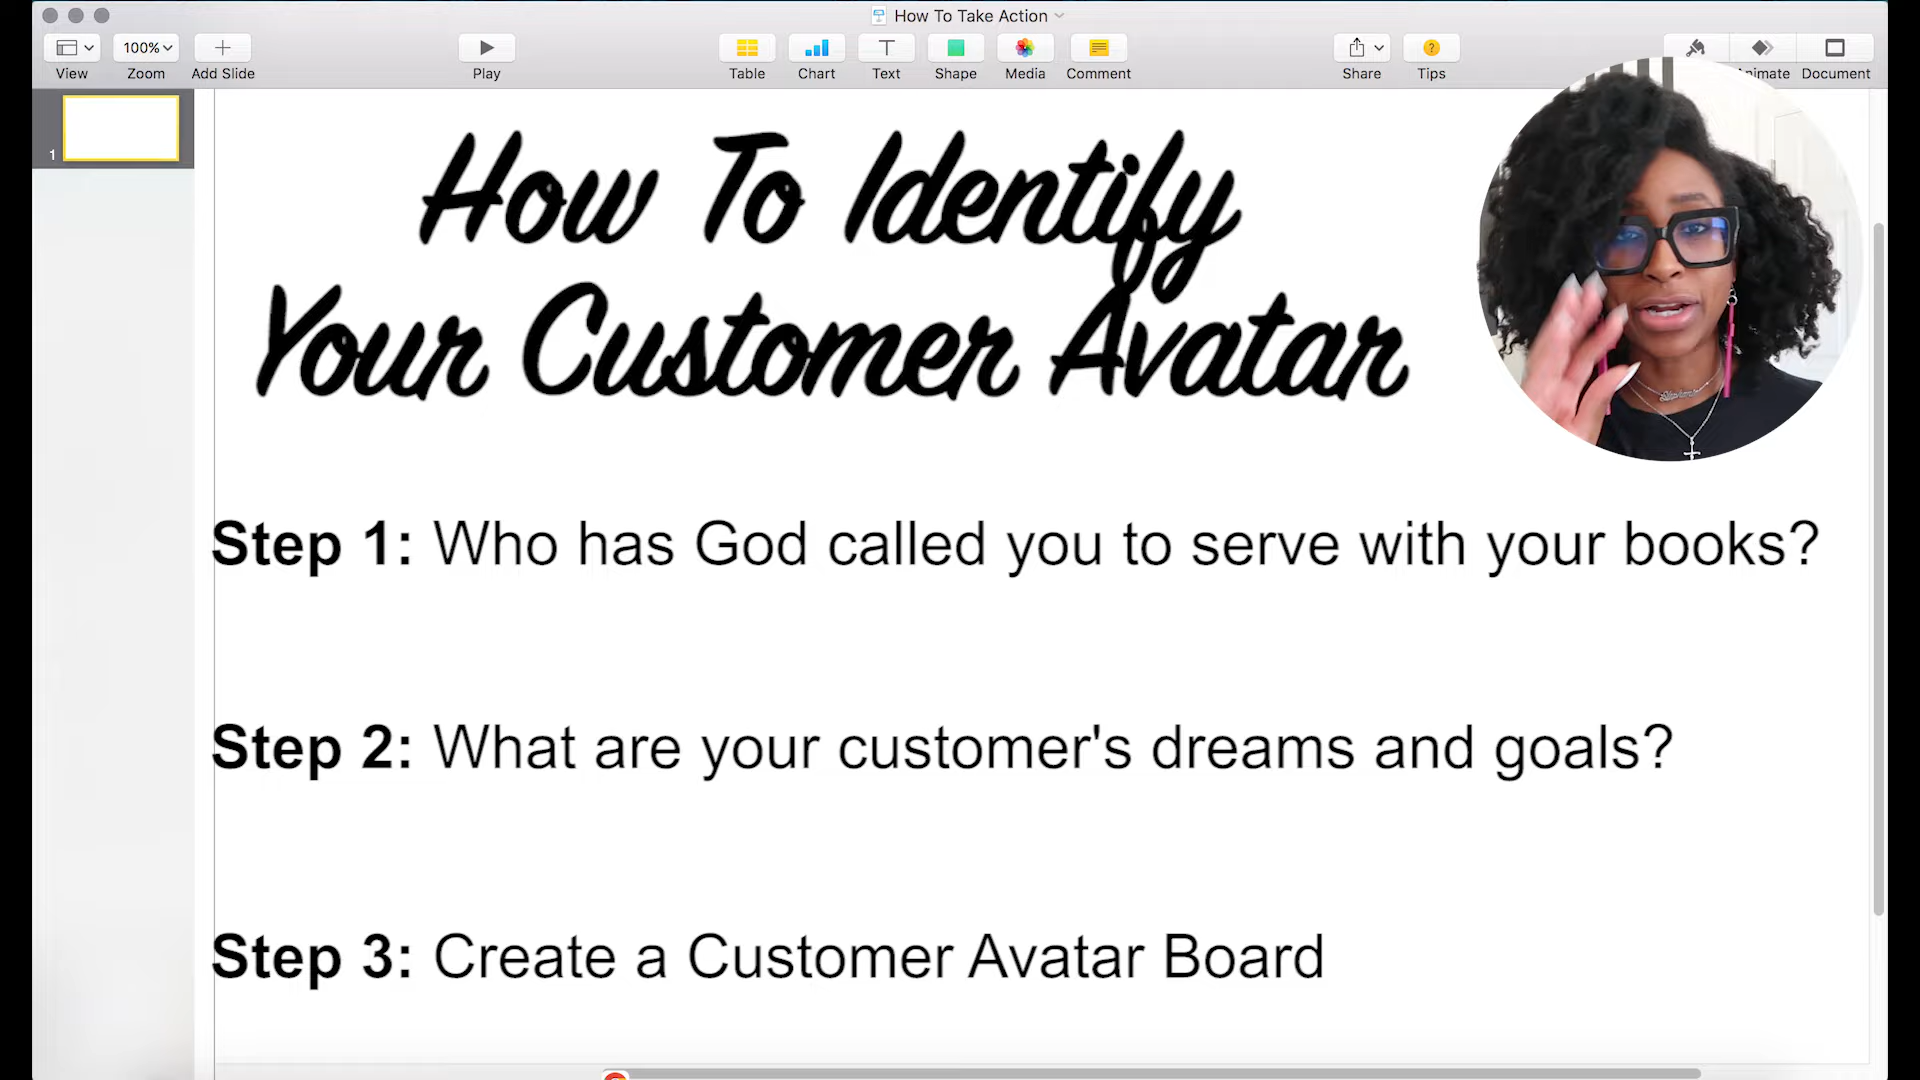 How To Take Action
100%
View
Zoom
Add Slide
Play
Table
Chart
Text
Shape
Media
Comment
Share
Tips
Document
1
How To Identify
Your Customer Avatar
Step 1: Who has God called you to serve with your books?
Step 2: What are your customer's dreams and goals?
Step 3: Create a Customer Avatar Board